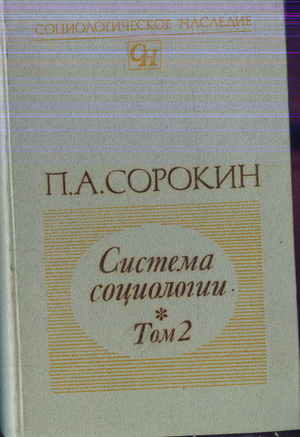 СОЦИОЛОГИЧЕСКОЕ НАСЛЕДИЕ
СН
П.А.СОРОКИН
Система
социологии
*
Том 2